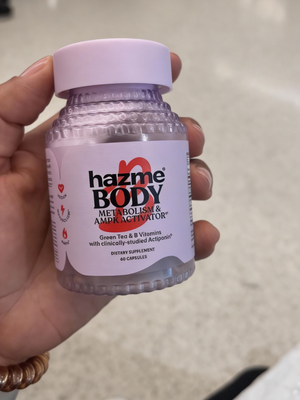 hazme®
BODY
METABOLISM &
AMPK ACTIVATOR
Green Tea & B Vitamins
with clinically-studied Actiponin®
DIETARY SUPPLEMENT
60 CAPSULES